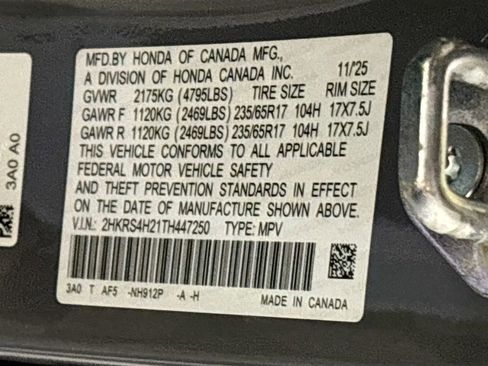 MFD.BY HONDA OF CANADA MFG.,
A DIVISION OF HONDA CANADA INC. 11/25
GVWR 2175KG (4795LBS) TIRE SIZE RIM SIZE
GAWR F 1120KG (2469LBS) 235/65R17 104H 17X7.5J
GAWR R 1120KG (2469LBS) 235/65R17 104H 17X7.5J
THIS VEHICLE CONFORMS TO ALL APPLICABLE
FEDERAL MOTOR VEHICLE SAFETY
AND THEFT PREVENTION STANDARDS IN EFFECT
ON THE DATE OF MANUFACTURE SHOWN ABOVE.
V.I.N.: 2HKRS4H21TH447250 TYPE: MPV
3A0 T AF5 -NH912P -A -H
MADE IN CANADA
3A0 A0